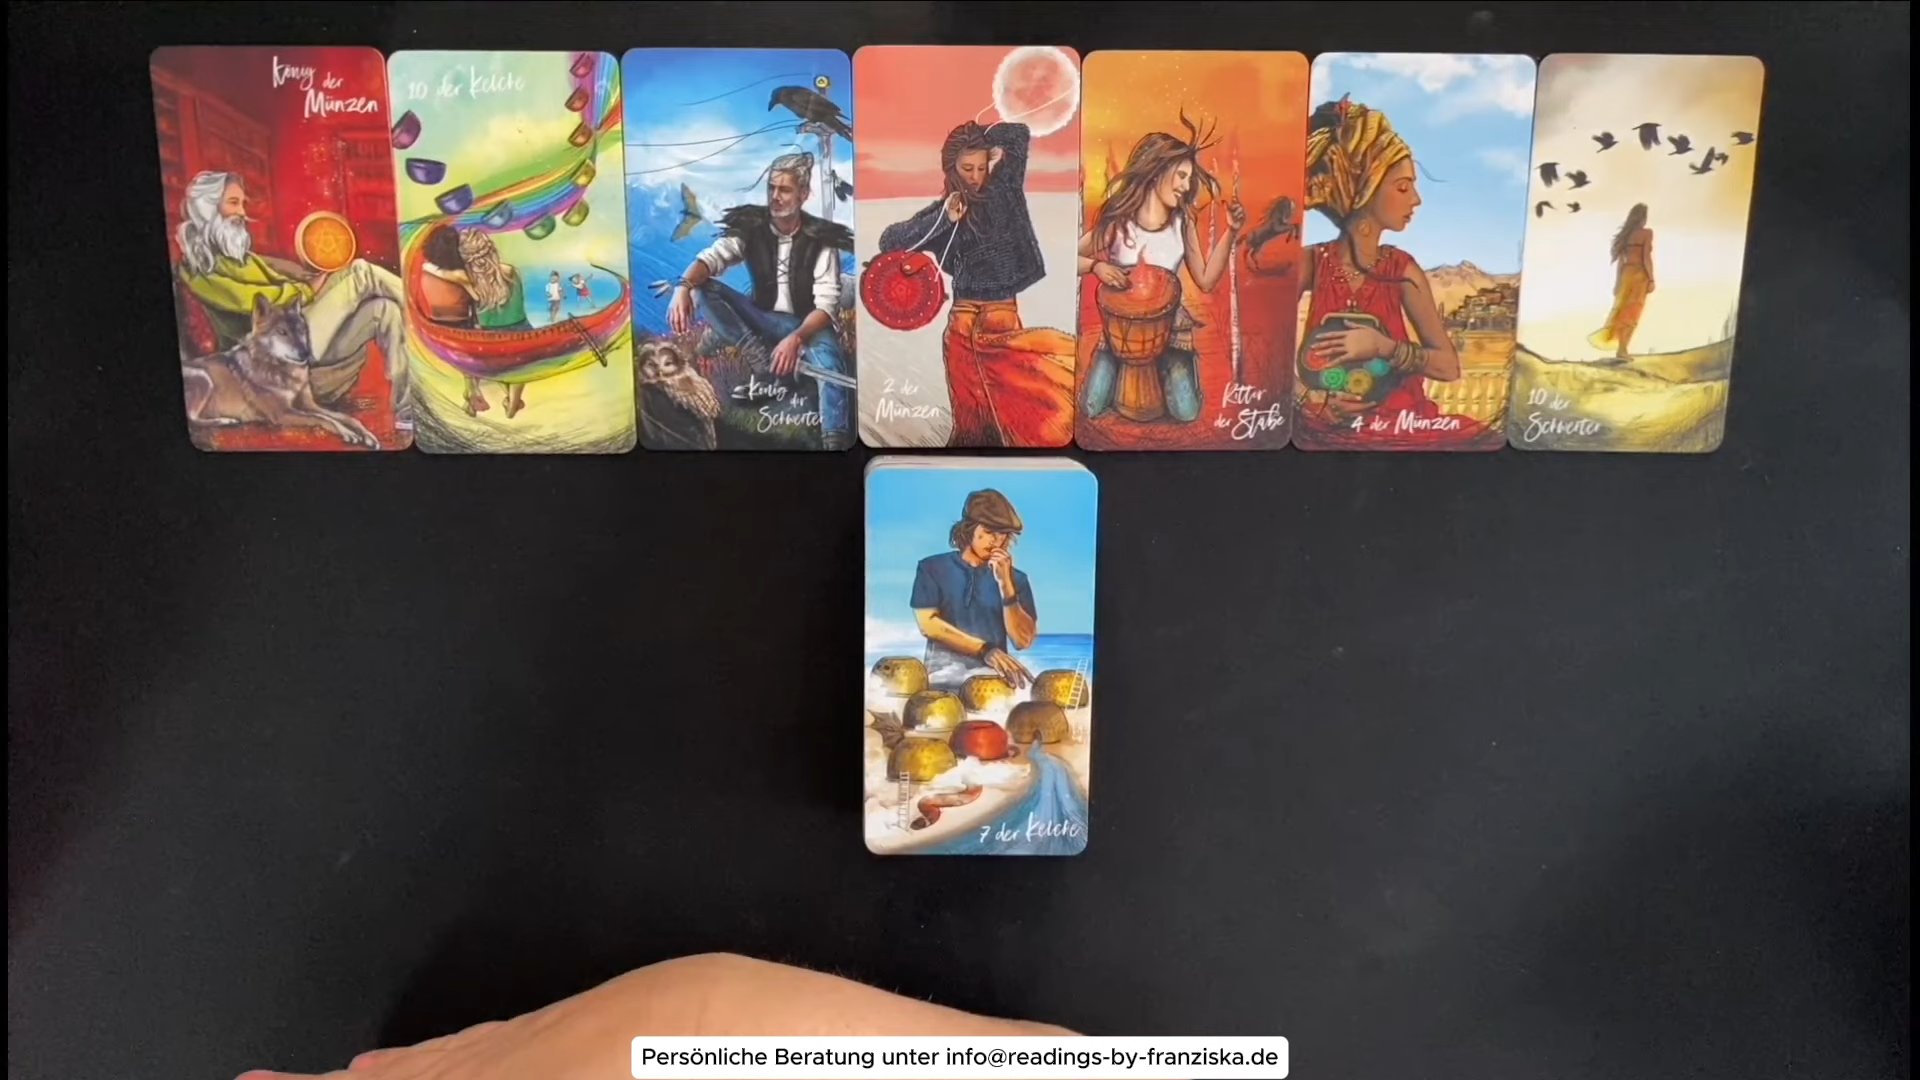 König
der
Münzen
10 der Kelche
König
der
Schwerter
2 der
Münzen
Ritter
der Stäbe
4 der Münzen
10 der
Schwerter
7 der Kelche
Persönliche Beratung unter info@readings-by-franziska.de